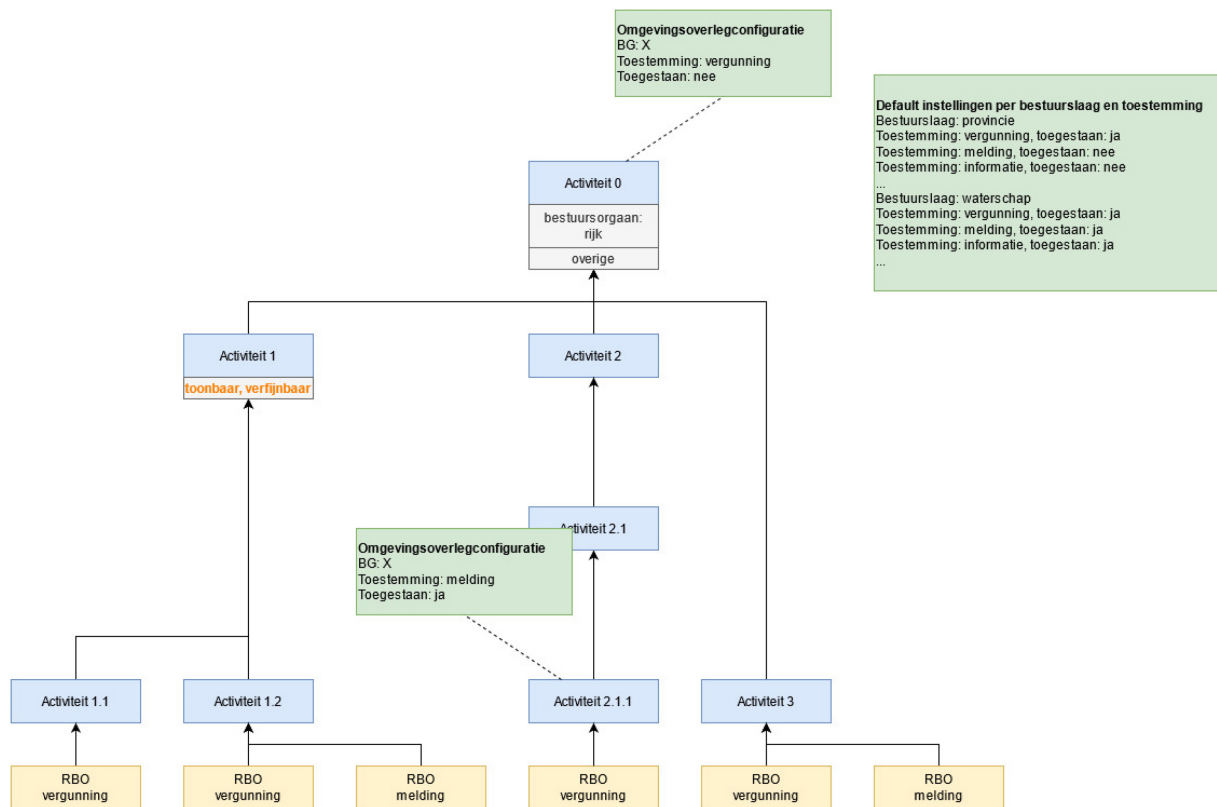 Omgevingsoverlegconfiguratie
BG: X
Toestemming: vergunning
Toegestaan: nee
Default instellingen per bestuurslaag en toestemming
Bestuurslaag: provincie
Toestemming: vergunning, toegestaan: ja
Toestemming: melding, toegestaan: nee
Toestemming: informatie, toegestaan: nee
...
Bestuurslaag: waterschap
Toestemming: vergunning, toegestaan: ja
Toestemming: melding, toegestaan: ja
Toestemming: informatie, toegestaan: ja
...
Activiteit 0
bestuursorgaan:
rijk
overige
Activiteit 1
toonbaar, verfijnbaar
Activiteit 2
Activiteit 2.1
Omgevingsoverlegconfiguratie
BG: X
Toestemming: melding
Toegestaan: ja
Activiteit 1.1
Activiteit 1.2
Activiteit 2.1.1
Activiteit 3
RBO
vergunning
RBO
vergunning
RBO
melding
RBO
vergunning
RBO
vergunning
RBO
melding